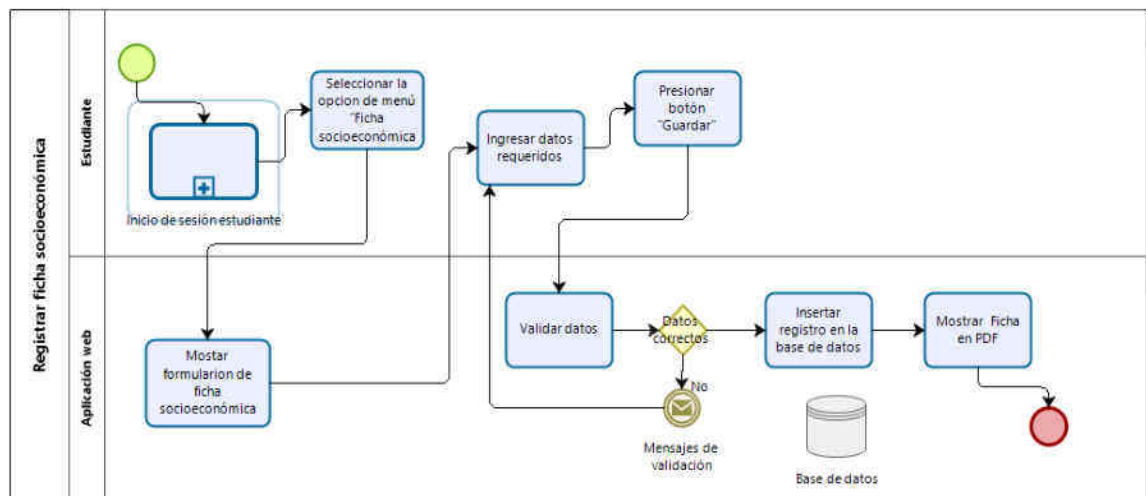 Registrar ficha socioeconómica
Estudiante
Inicio de sesión estudiante
Seleccionar la
opcion de menú
"Ficha
socioeconómica
Ingresar datos
requeridos
Presionar
botón
"Guardar"
Aplicación web
Mostar
formularion de
ficha
socioeconómica
Validar datos
Datos
correctos
No
Mensajes de
validación
Insertar
registro en la
base de datos
Base de datos
Mostrar Ficha
en PDF